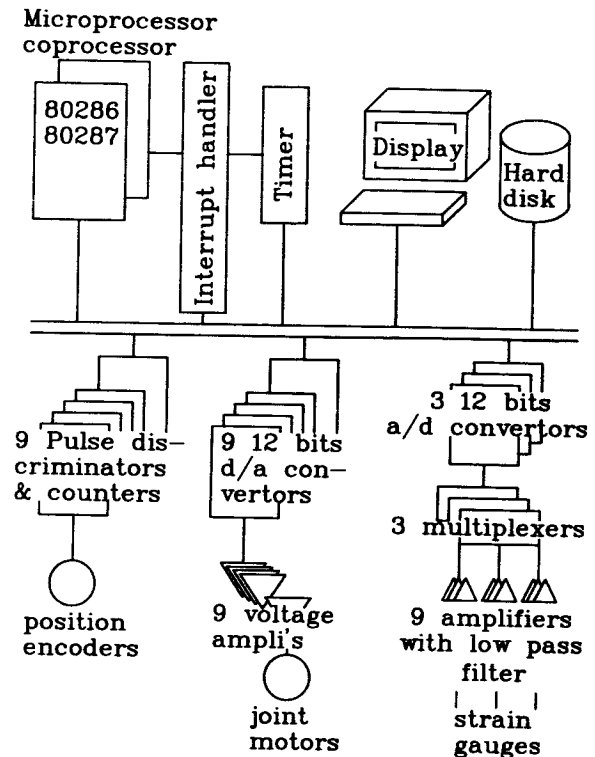 Microprocessor
coprocessor
80286
80287
Interrupt handler
Timer
Display
Hard
disk
9 Pulse dis-
criminators
& counters
9 12 bits
d/a con-
vertors
3 12 bits
a/d convertors
3 multiplexers
position
encoders
9 voltage
ampli's
joint
motors
9 amplifiers
with low pass
filter
strain
gauges